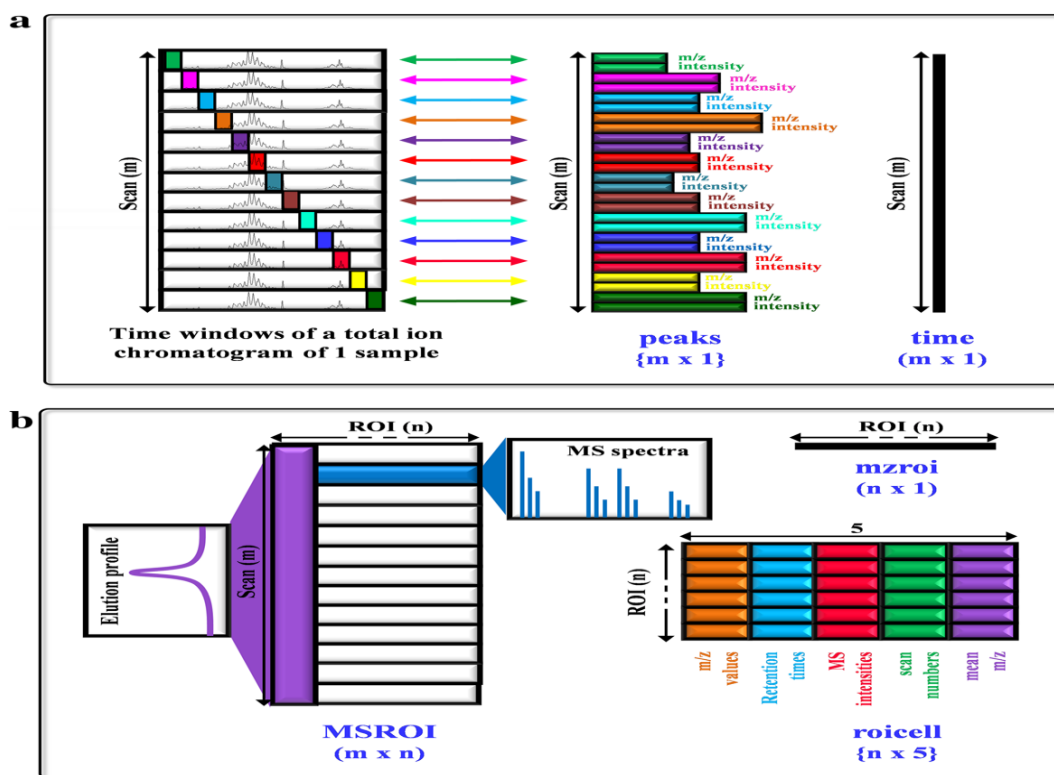 a
Scan (m)
Time windows of a total ion
chromatogram of 1 sample
Scan (m)
m/z
intensity
m/z
intensity
m/z
intensity
m/z
intensity
m/z
intensity
m/z
intensity
m/z
intensity
m/z
intensity
m/z
intensity
m/z
intensity
m/z
intensity
m/z
intensity
m/z
intensity
peaks
{m x 1}
Scan (m)
time
(m x 1)
b
ROI (n)
Elution profile
Scan (m)
MS spectra
MSROI
(m x n)
ROI (n)
mzroi
(n x 1)
5
ROI (n)
m/z
values
Retention
times
MS
intensities
scan
numbers
mean
m/z
roicell
{n x 5}